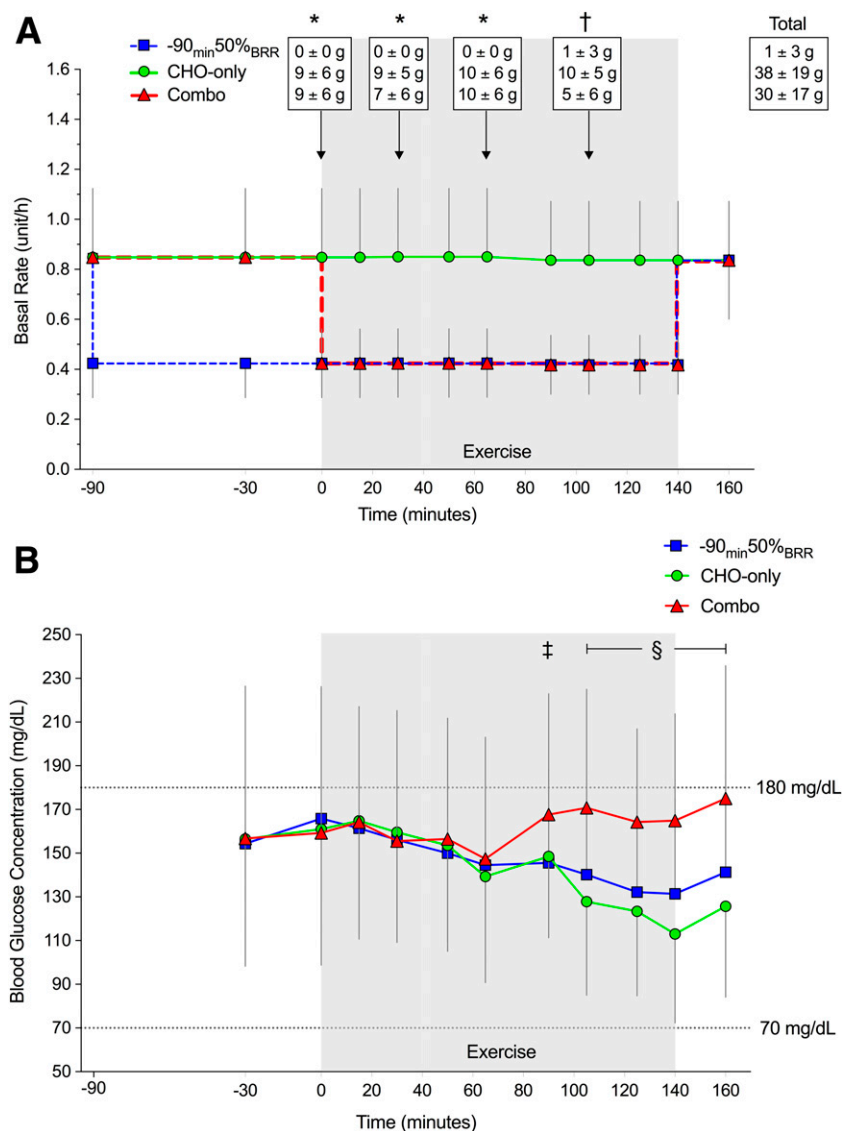 A
* * * † Total
-90min50%BRR
CHO-only
Combo
0 ± 0 g
9 ± 6 g
9 ± 6 g
0 ± 0 g
9 ± 5 g
7 ± 6 g
0 ± 0 g
10 ± 6 g
10 ± 6 g
1 ± 3 g
10 ± 5 g
5 ± 6 g
1 ± 3 g
38 ± 19 g
30 ± 17 g
Basal Rate (unit/h)
1.6
1.4
1.2
1.0
0.8
0.6
0.4
0.2
0.0
Exercise
-90 -30 0 20 40 60 80 100 120 140 160
Time (minutes)
B
-90min50%BRR
CHO-only
Combo
Blood Glucose Concentration (mg/dL)
250
230
210
190
170
150
130
110
90
70
50
‡ §
180 mg/dL
70 mg/dL
Exercise
-90 -30 0 20 40 60 80 100 120 140 160
Time (minutes)